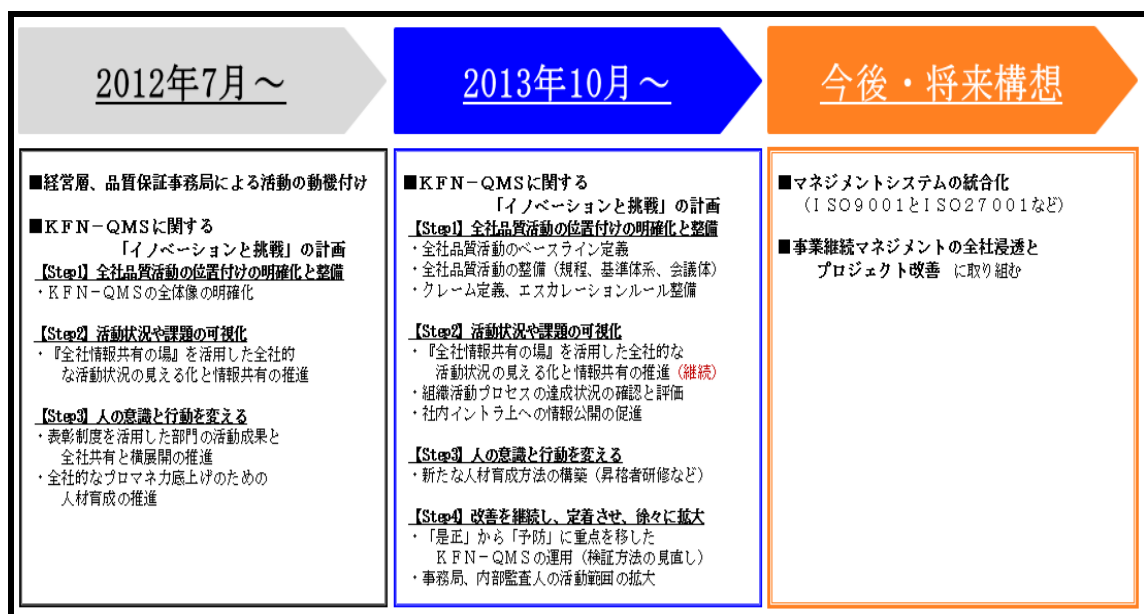 2012年7月～
■経営層、品質保証事務局による活動の動機付け
■ＫＦＮ－ＱＭＳに関する
「イノベーションと挑戦」の計画
【Step1】全社品質活動の位置付けの明確化と整備
・ＫＦＮ－ＱＭＳの全体像の明確化
【Step2】活動状況や課題の可視化
・『全社情報共有の場』を活用した全社的
な活動状況の見える化と情報共有の推進
【Step3】人の意識と行動を変える
・表彰制度を活用した部門の活動成果と
全社共有と横展開の推進
・全社的なプロマネ力底上げのための
人材育成の推進
2013年10月～
■ＫＦＮ－ＱＭＳに関する
「イノベーションと挑戦」の計画
【Step1】全社品質活動の位置付けの明確化と整備
・全社品質活動のベースライン定義
・全社品質活動の整備（規程、基準体系、会議体）
・クレーム定義、エスカレーションルール整備
【Step2】活動状況や課題の可視化
・『全社情報共有の場』を活用した全社的な
活動状況の見える化と情報共有の推進（継続）
・組織活動プロセスの達成状況の確認と評価
・社内イントラ上への情報公開の促進
【Step3】人の意識と行動を変える
・新たな人材育成方法の構築（昇格者研修など）
【Step4】改善を継続し、定着させ、徐々に拡大
・「是正」から「予防」に重点を移した
ＫＦＮ－ＱＭＳの運用（検証方法の見直し）
・事務局、内部監査人の活動範囲の拡大
今後・将来構想
■マネジメントシステムの統合化
（ＩＳＯ9001とＩＳＯ27001など）
■事業継続マネジメントの全社浸透と
プロジェクト改善 に取り組む